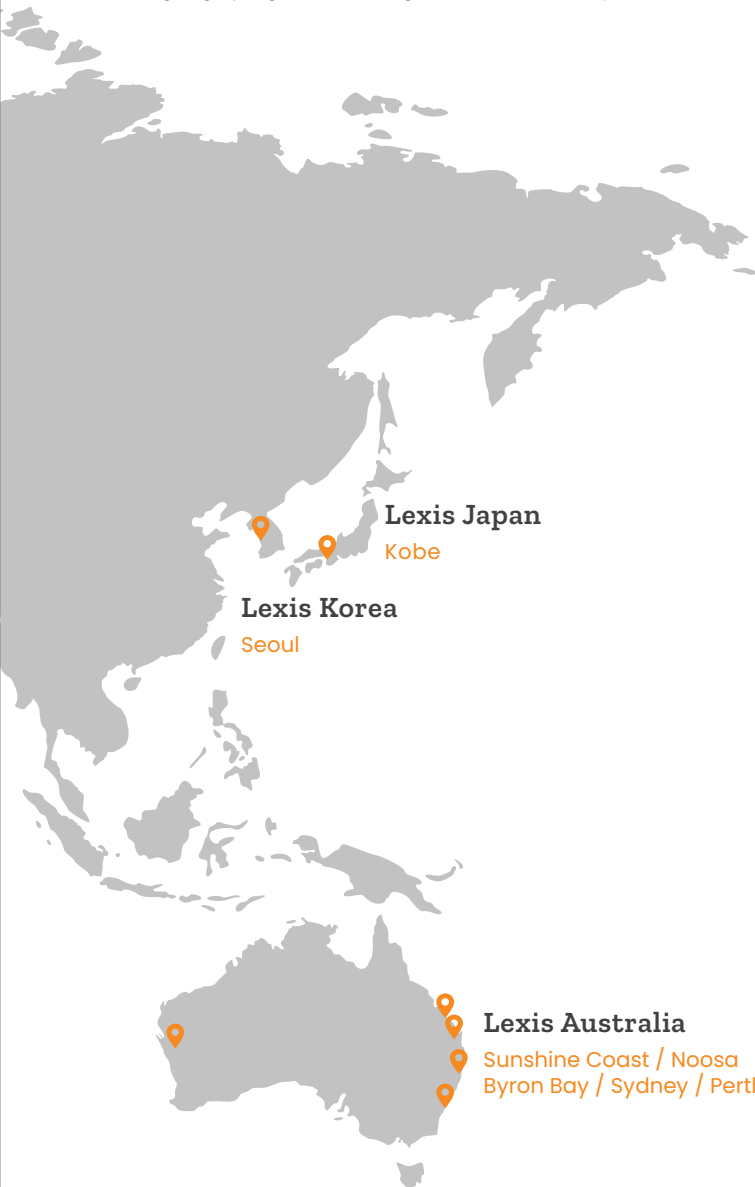 Lexis Japan
Kobe
Lexis Korea
Seoul
Lexis Australia
Sunshine Coast / Noosa
Byron Bay / Sydney /